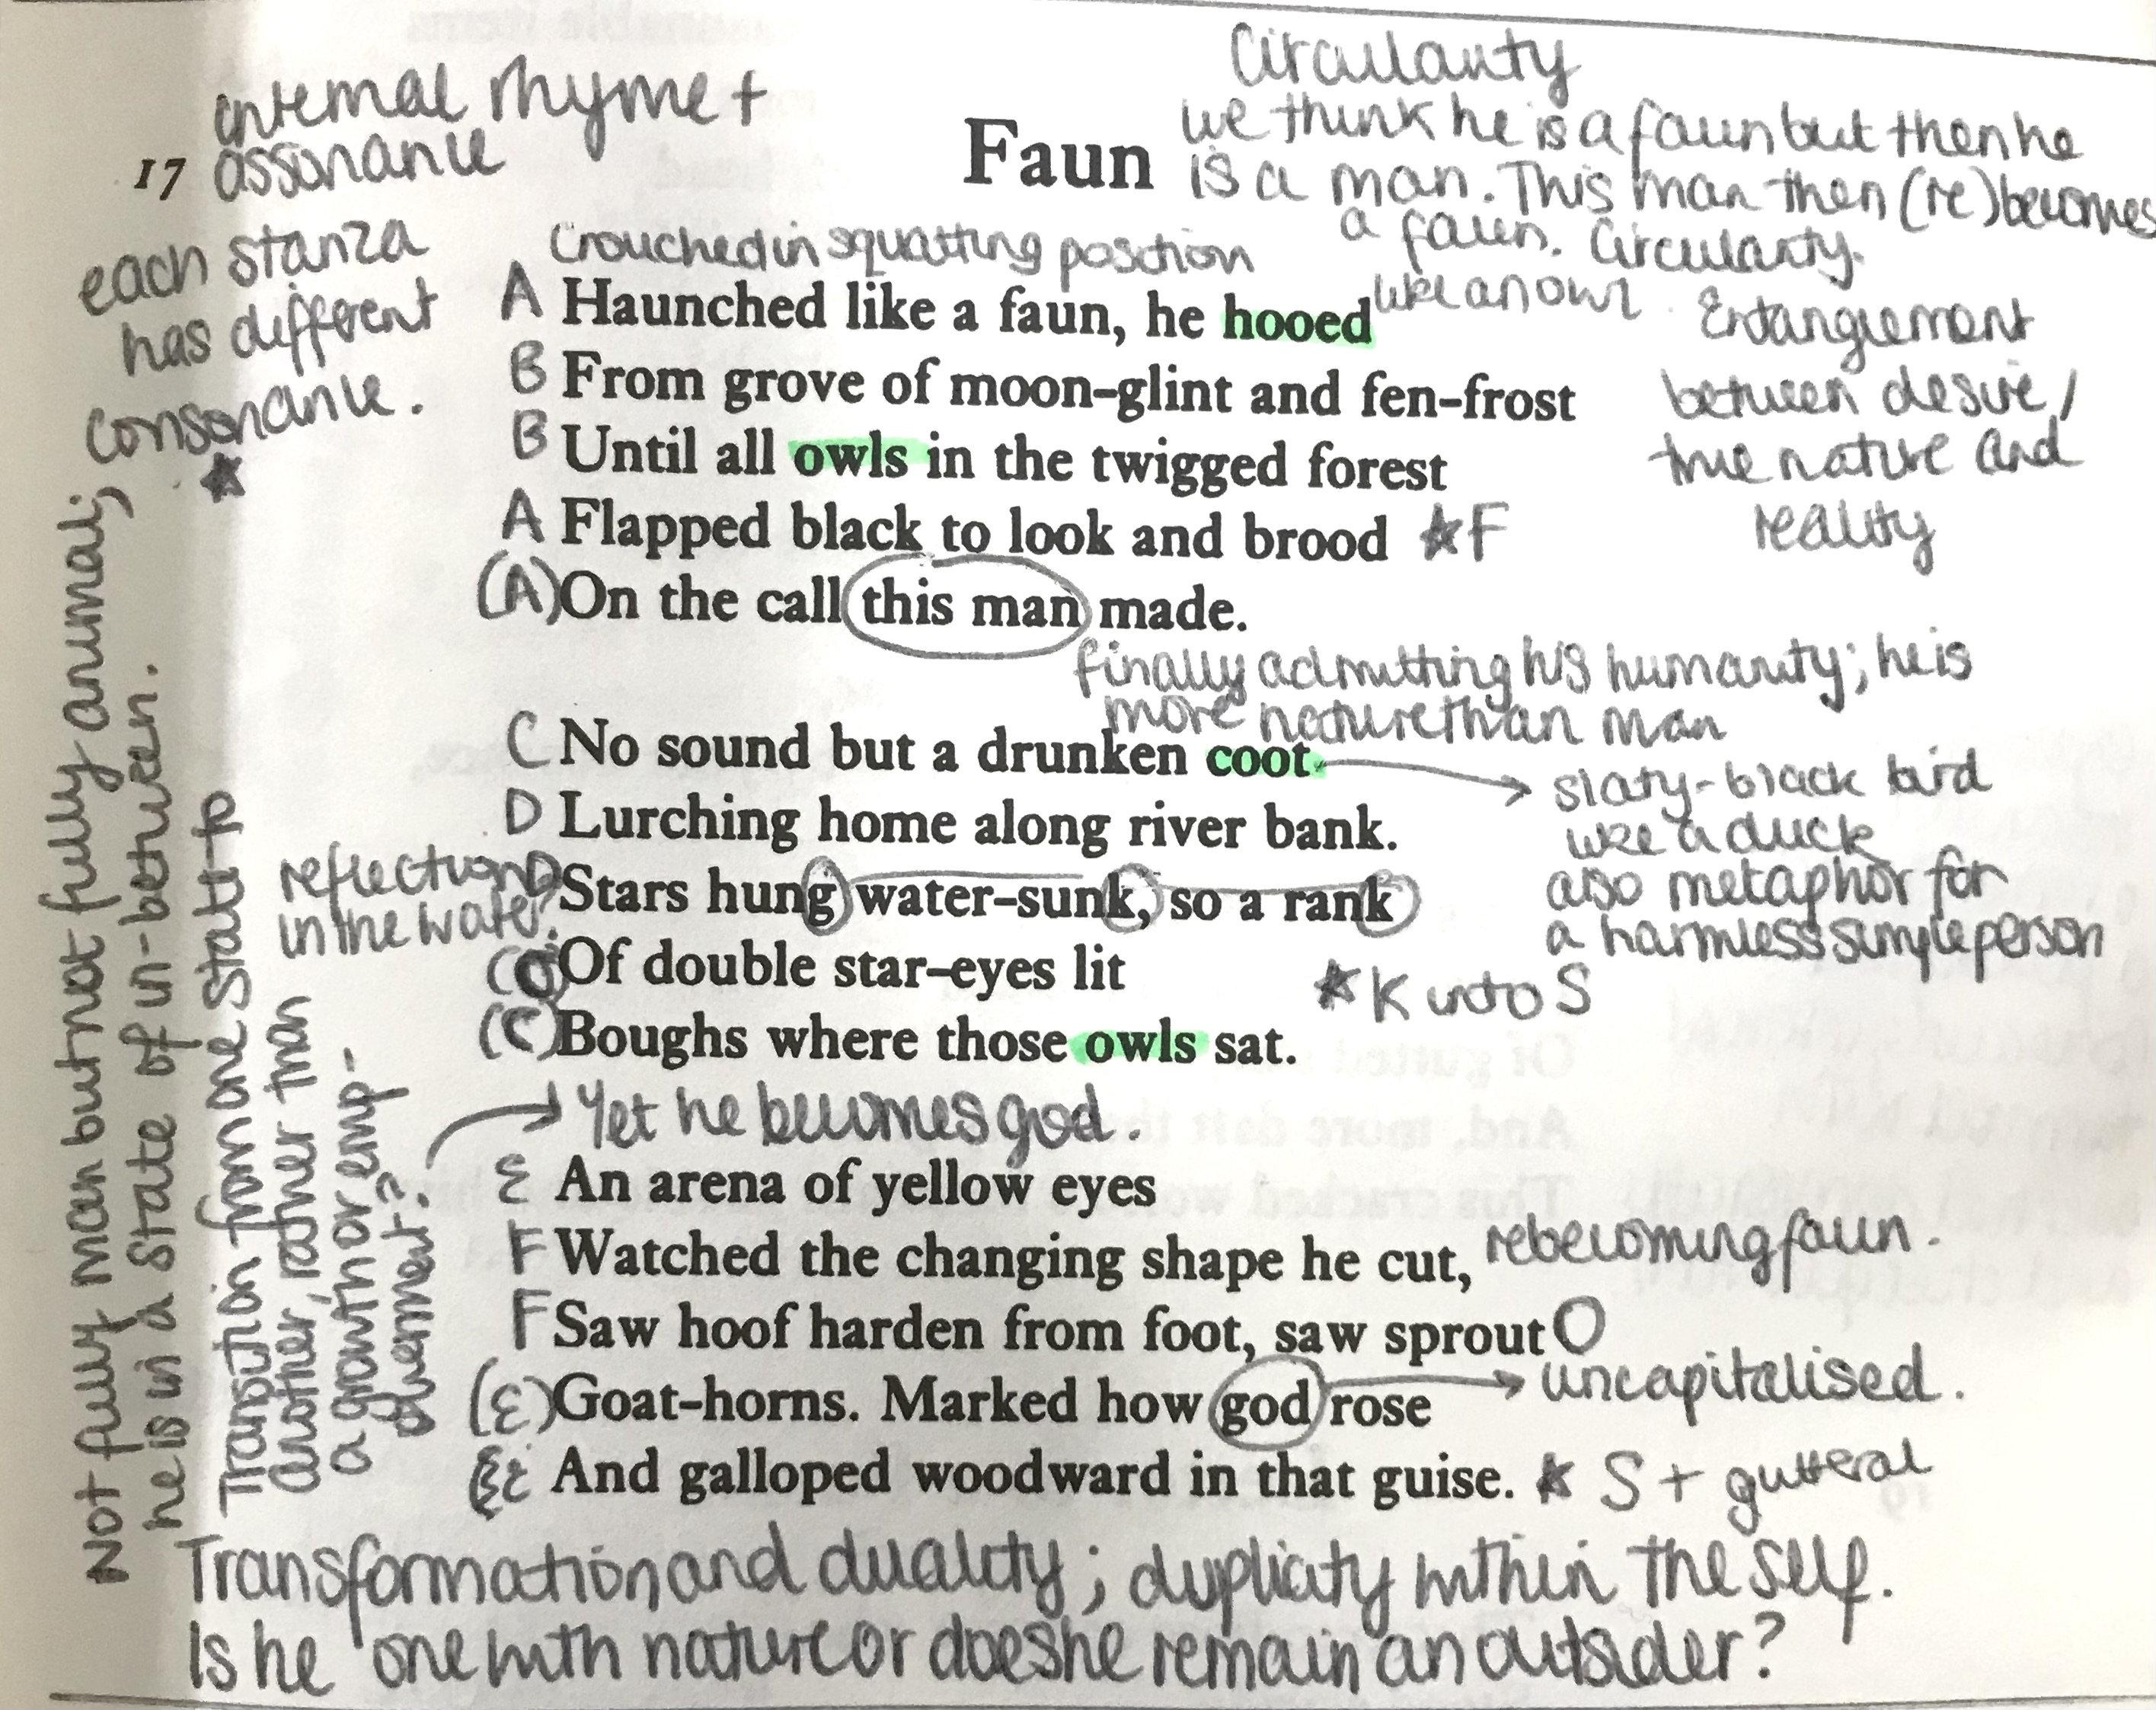 internal rhyme +
17 assonance
each stanza
has different
consonance.
★
Circularity
Faun
we think he is a faun but then he
is a man. This man then (re)becomes
a faun. Circularity.
Crouched in squatting position
like an owl
A Haunched like a faun, he hooed
B From grove of moon-glint and fen-frost
B Until all owls in the twigged forest
A Flapped black to look and brood ★F
(A) On the call this man made.
Entanglement
between desire/
true nature and
reality
finally admitting his humanity; he is
more nature than man
C No sound but a drunken coot
D Lurching home along river bank.
D Stars hung water-sunk, so a rank
Of double star-eyes lit
(C) Boughs where those owls sat.
slaty-black bird
like a duck
also metaphor for
a harmless simple person
★ K into S
reflection
in the water.
Yet he becomes god.
E An arena of yellow eyes
F Watched the changing shape he cut, rebecoming faun.
F Saw hoof harden from foot, saw sprout O
(E) Goat-horns. Marked how god rose uncapitalised.
E And galloped woodward in that guise. ★ S + gutteral
Not fully man but not fully animal;
he is in a state of in-between.
Transition from one state to
another, rather than
a growth or emp-
owerment?
Transformation and duality; duplicity within the self.
Is he one with nature or does he remain an outsider?